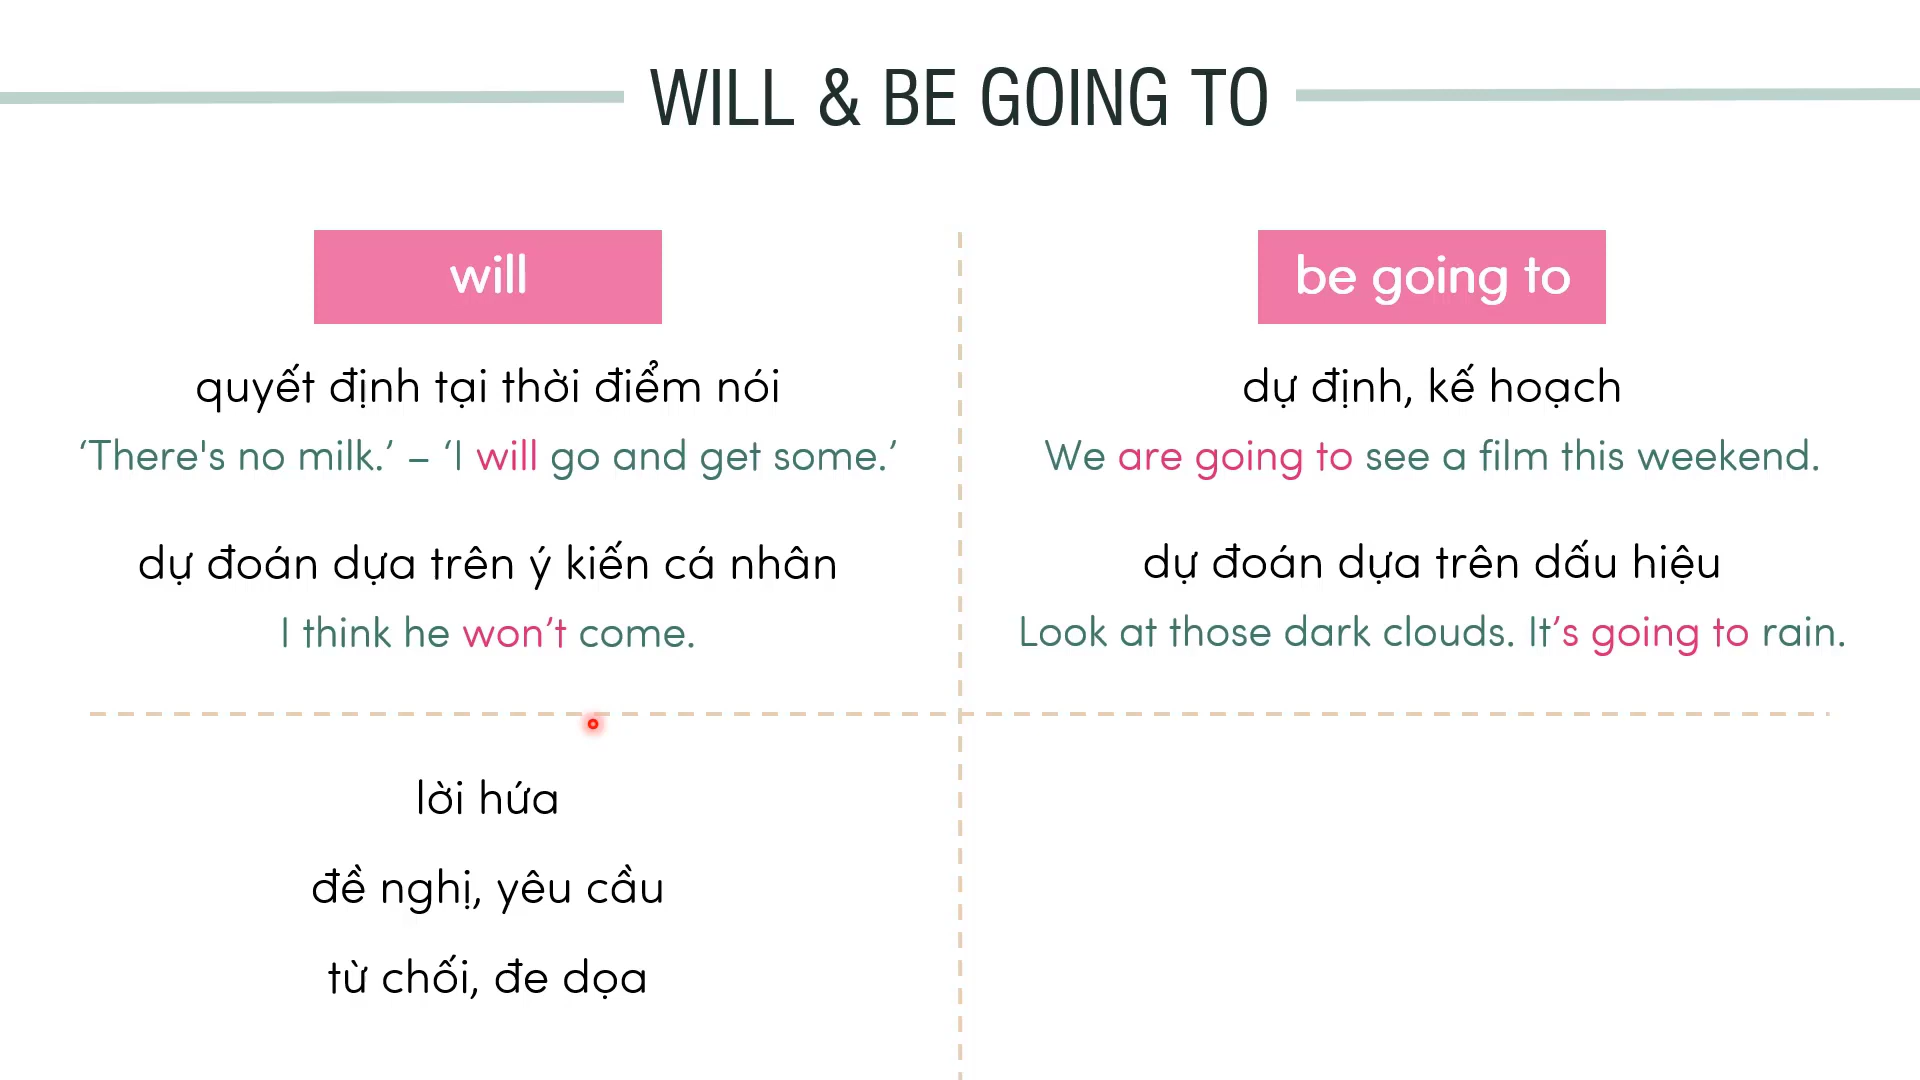 WILL & BE GOING TO
will
quyết định tại thời điểm nói
‘There's no milk.’ – ‘I will go and get some.’
dự đoán dựa trên ý kiến cá nhân
I think he won’t come.
lời hứa
đề nghị, yêu cầu
từ chối, đe dọa
be going to
dự định, kế hoạch
We are going to see a film this weekend.
dự đoán dựa trên dấu hiệu
Look at those dark clouds. It’s going to rain.